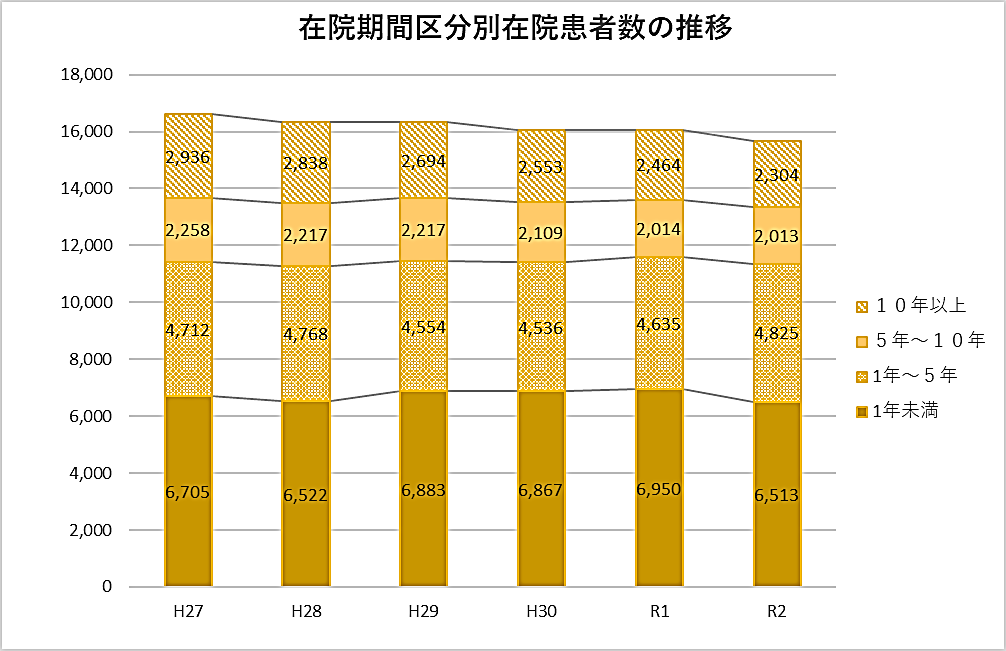 在院期間区分別在院患者数の推移
18,000
16,000
14,000
12,000
10,000
8,000
6,000
4,000
2,000
0
2,936 2,838 2,694 2,553 2,464 2,304
2,258 2,217 2,217 2,109 2,014 2,013
4,712 4,768 4,554 4,536 4,635 4,825
6,705 6,522 6,883 6,867 6,950 6,513
H27 H28 H29 H30 R1 R2
１０年以上
５年～１０年
1年～５年
1年未満